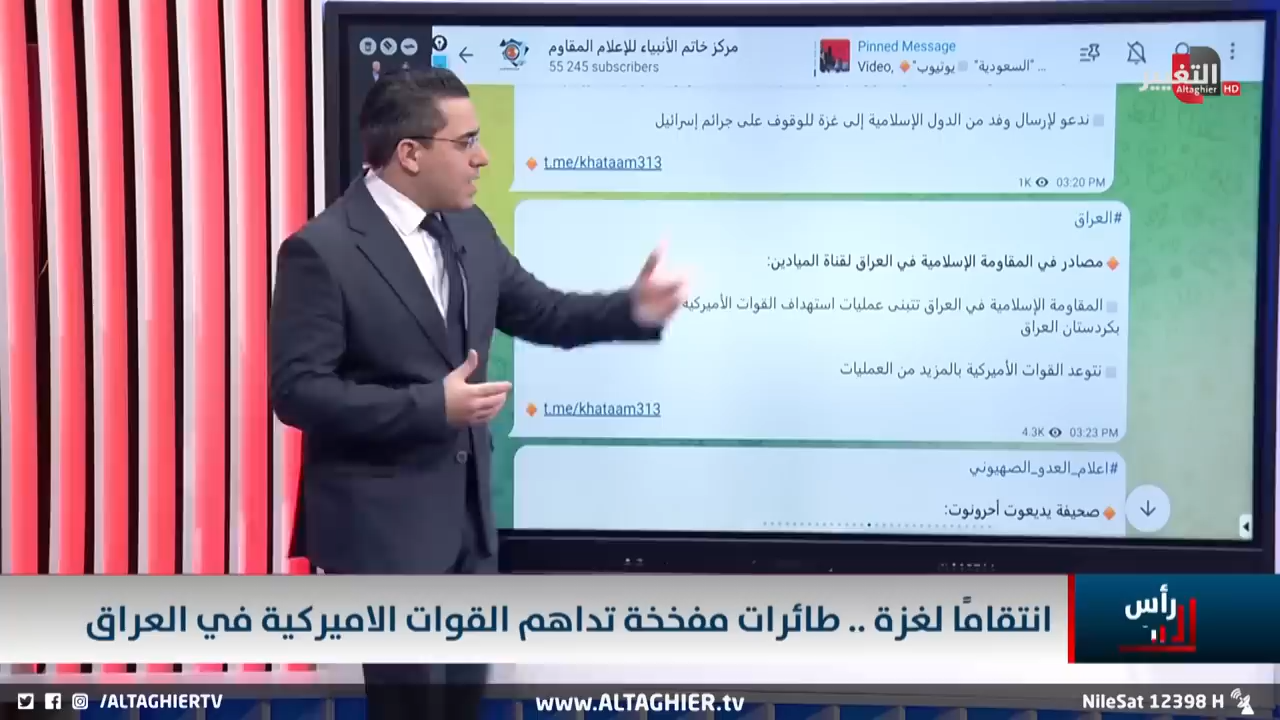 مركز خاتم الأنبياء للإعلام المقاوم
55 245 subscribers
Pinned Message
Video, 🔸"يوتيوب" "السعودية" ...
التغيير
Altaghier HD
ندعو لإرسال وفد من الدول الإسلامية إلى غزة للوقوف على جرائم إسرائيل
🔸 t.me/khataam313
1K 03:20 PM
#العراق
🔸مصادر في المقاومة الإسلامية في العراق لقناة الميادين:
المقاومة الإسلامية في العراق تتبنى عمليات استهداف القوات الأميركية
بكردستان العراق
نتوعد القوات الأميركية بالمزيد من العمليات
🔸 t.me/khataam313
4.3K 03:23 PM
#اعلام_العدو_الصهيوني
🔸صحيفة يديعوت أحرونوت:
انتقامًا لغزة .. طائرات مفخخة تداهم القوات الاميركية في العراق
/ALTAGHIERTV
www.ALTAGHIER.tv
NileSat 12398 H